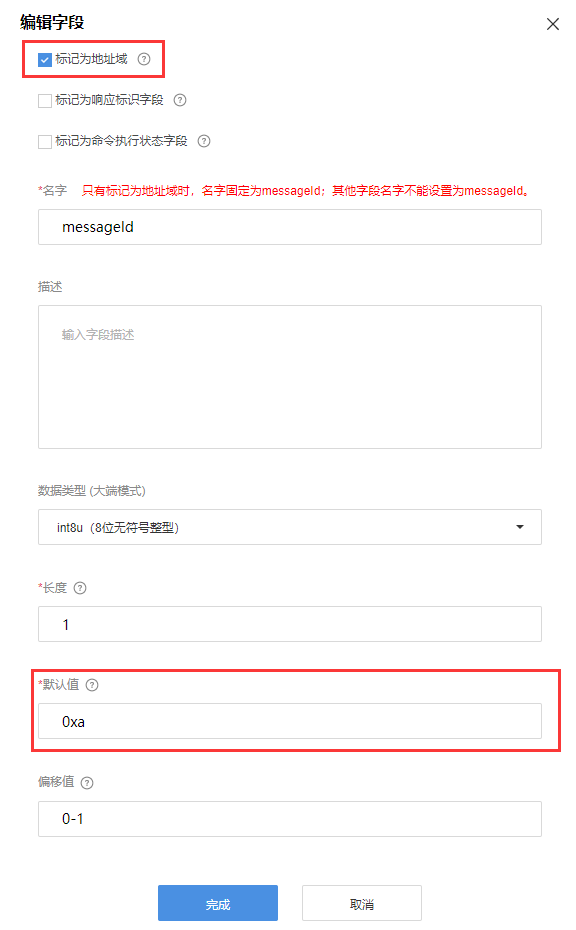 编辑字段
标记为地址域
标记为响应标识字段
标记为命令执行状态字段
*名字 只有标记为地址域时，名字固定为messageId；其他字段名字不能设置为messageId。
messageId
描述
输入字段描述
数据类型 (大端模式)
int8u（8位无符号整型）
*长度
1
*默认值
0xa
偏移值
0-1
完成 取消